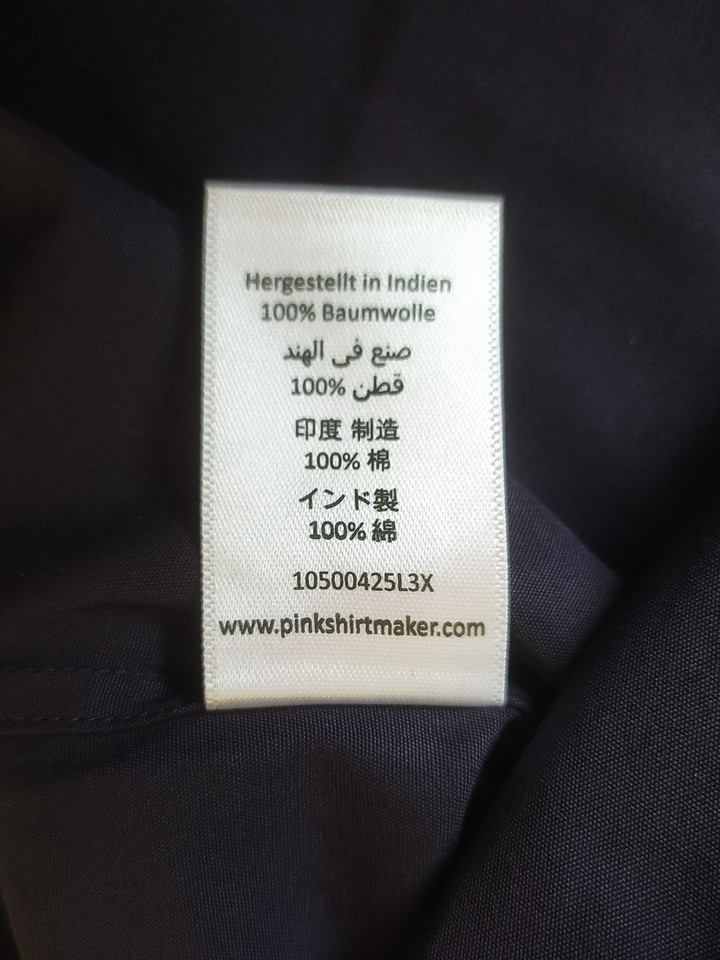 Hergestellt in Indien
100% Baumwolle
صنع فى الهند
قطن %100
印度 制造
100% 棉
インド製
100% 綿
10500425L3X
www.pinkshirtmaker.com